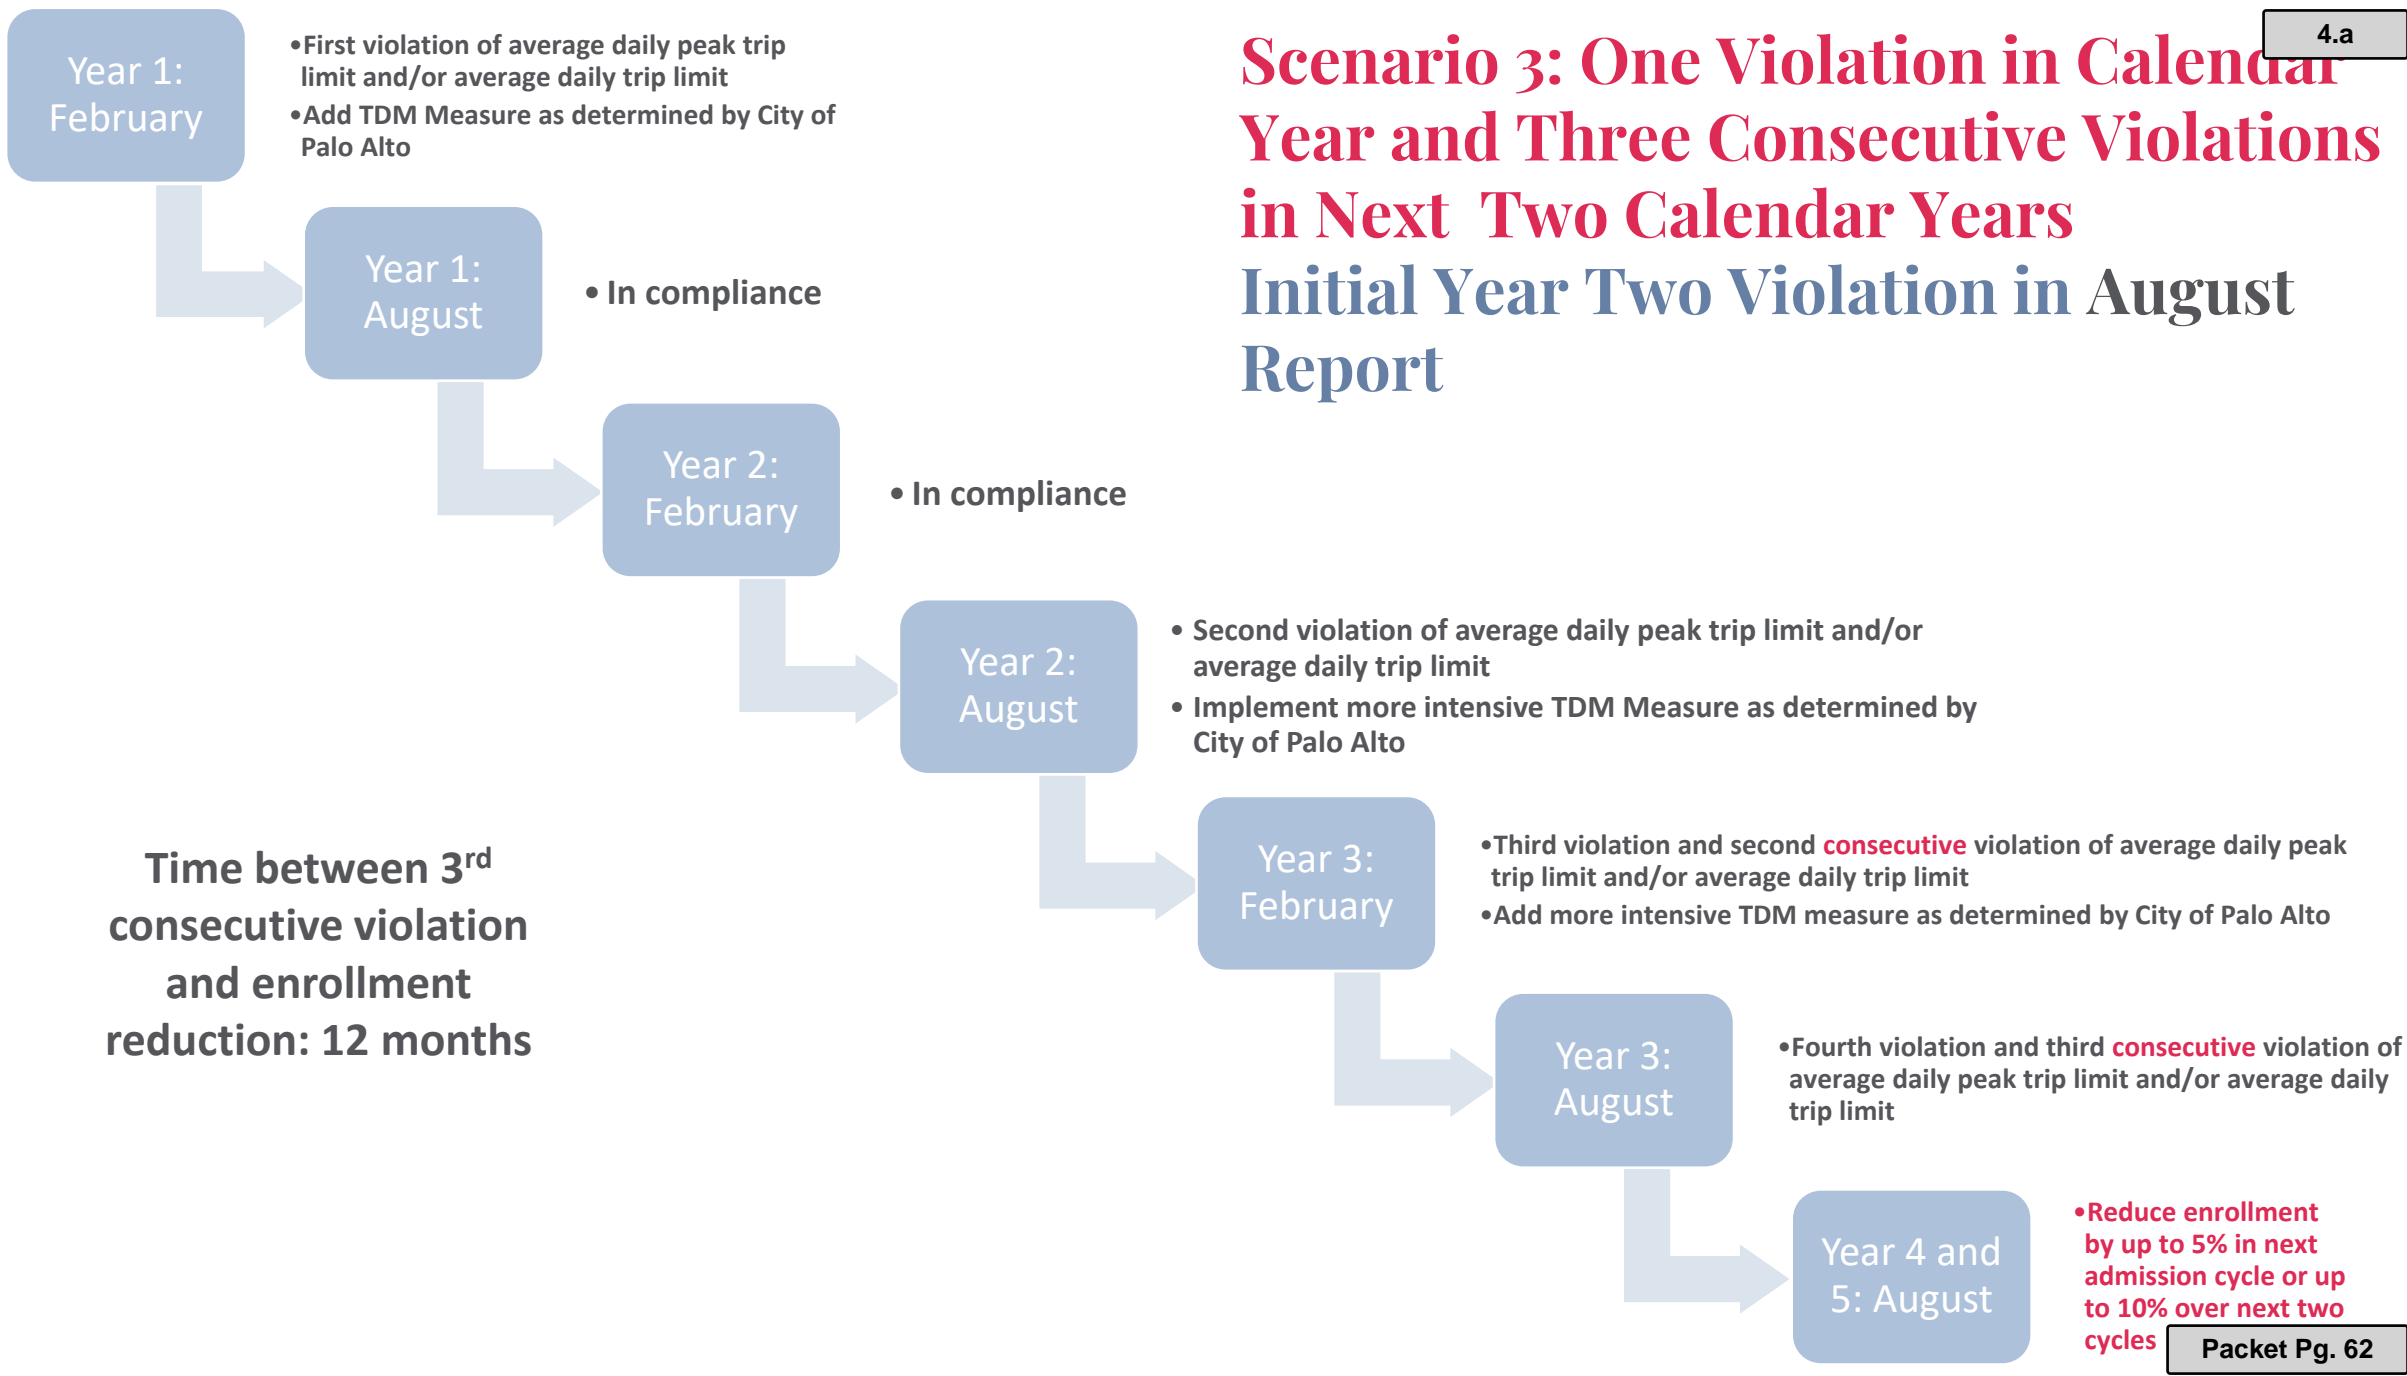 4.a
Scenario 3: One Violation in Calendar
Year and Three Consecutive Violations
in Next Two Calendar Years
Initial Year Two Violation in August
Report
Year 1:
February
•First violation of average daily peak trip
limit and/or average daily trip limit
•Add TDM Measure as determined by City of
Palo Alto
Year 1:
August
• In compliance
Year 2:
February
• In compliance
Year 2:
August
• Second violation of average daily peak trip limit and/or
average daily trip limit
• Implement more intensive TDM Measure as determined by
City of Palo Alto
Year 3:
February
•Third violation and second consecutive violation of average daily peak
trip limit and/or average daily trip limit
•Add more intensive TDM measure as determined by City of Palo Alto
Time between 3rd
consecutive violation
and enrollment
reduction: 12 months
Year 3:
August
•Fourth violation and third consecutive violation of
average daily peak trip limit and/or average daily
trip limit
Year 4 and
5: August
•Reduce enrollment
by up to 5% in next
admission cycle or up
to 10% over next two
cycles
Packet Pg. 62